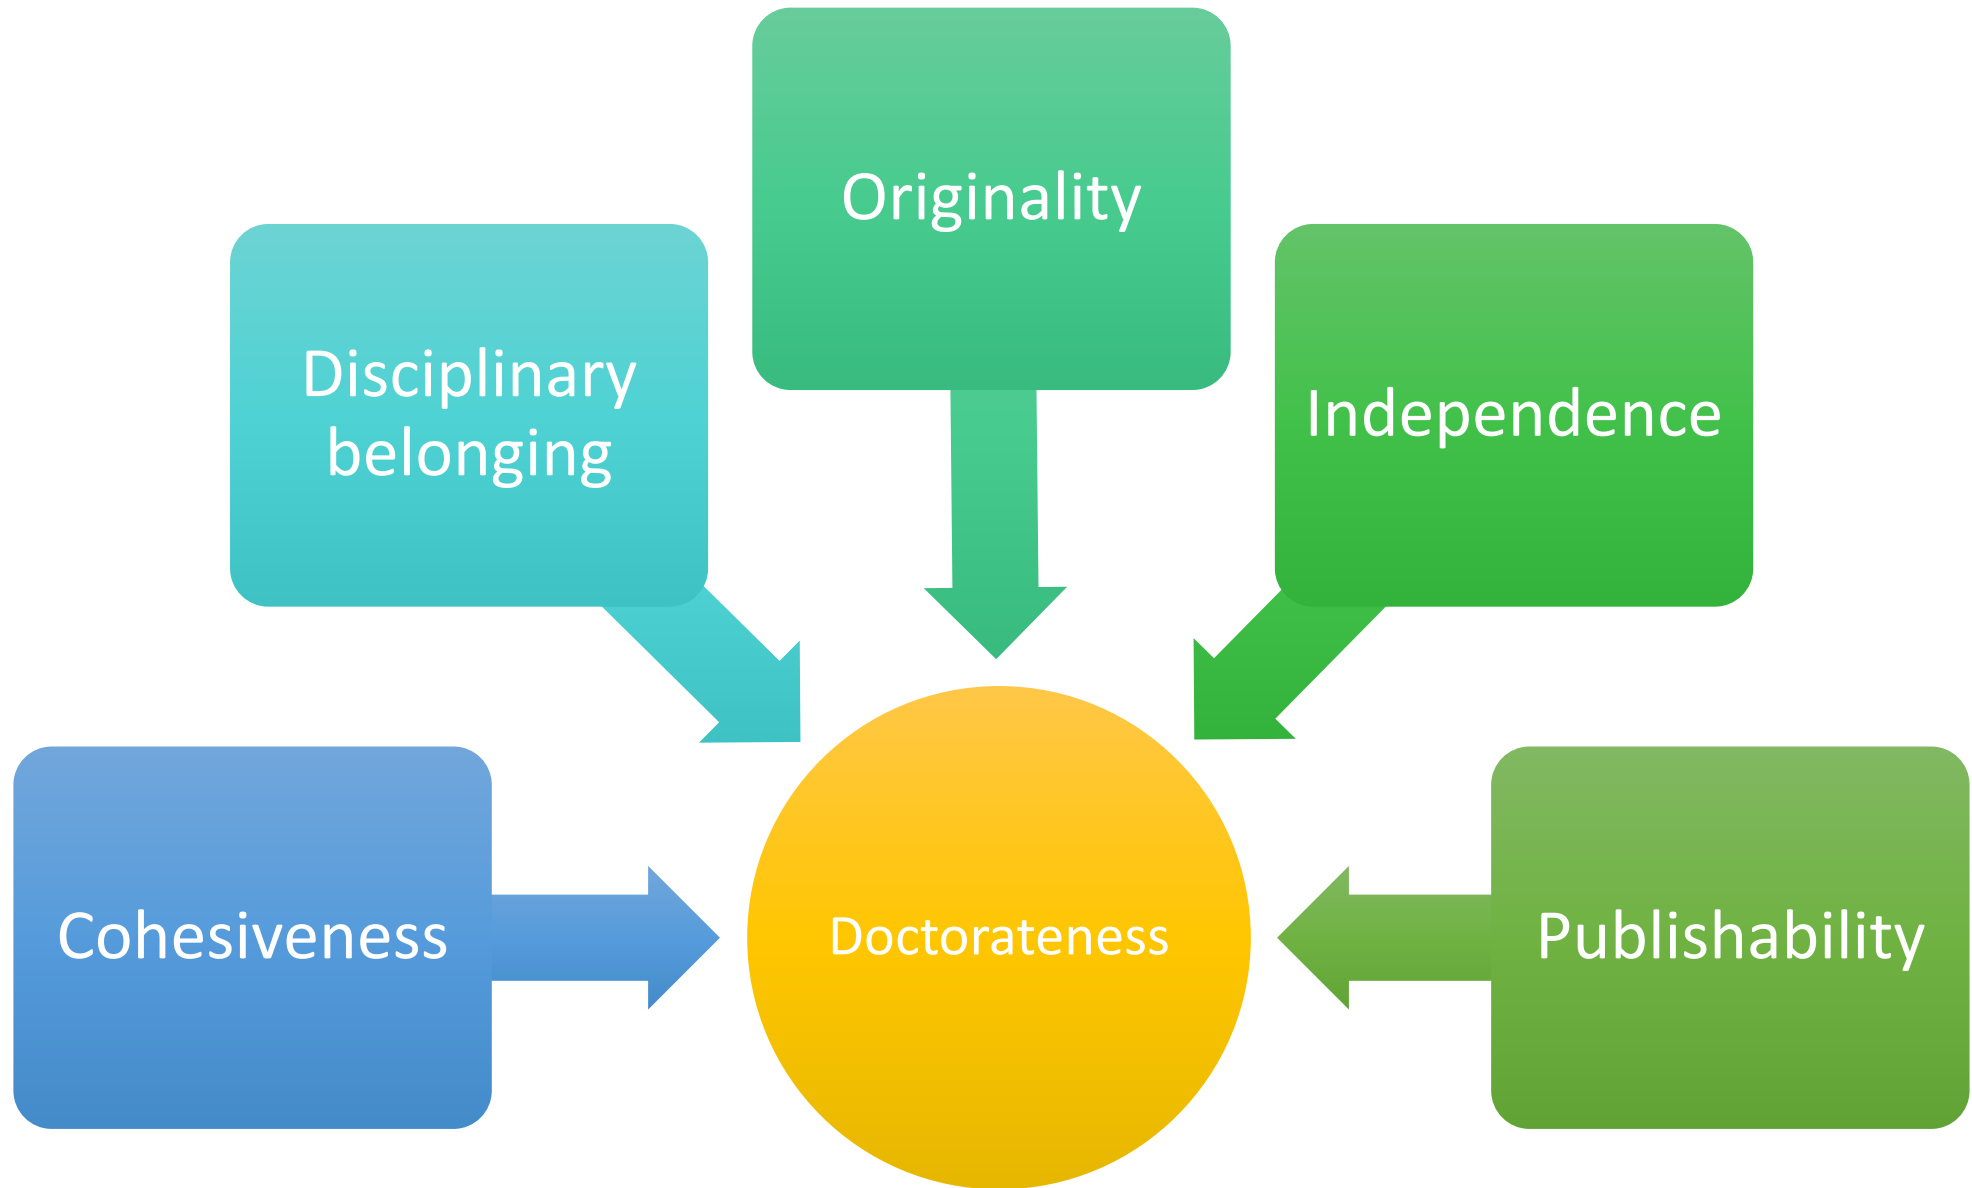 Originality
Disciplinary
belonging
Independence
Cohesiveness
Doctorateness
Publishability